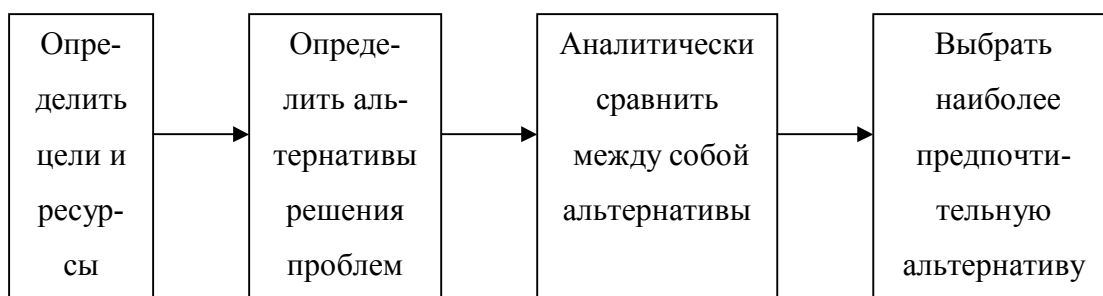 Опре-
делить
цели и
ресур-
сы
Опреде-
лить аль-
тернативы
решения
проблем
Аналитически
сравнить
между собой
альтернативы
Выбрать
наиболее
предпочти-
тельную
альтернативу